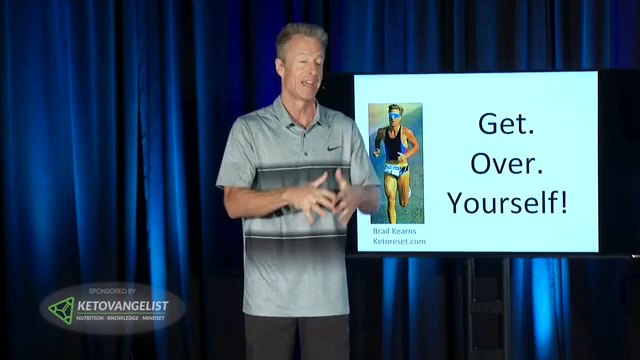 Get.
Over.
Yourself!
Brad Kearns
Ketoreset.com
SPONSORED BY
KETOVANGELIST
NUTRITION · KNOWLEDGE · MINDSET